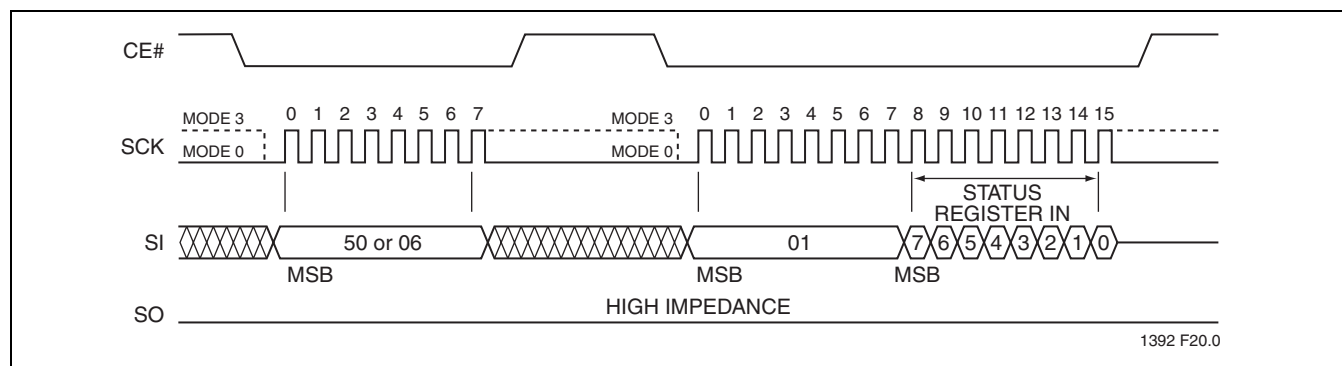 CE#
MODE 3 0 1 2 3 4 5 6 7 MODE 3 0 1 2 3 4 5 6 7 8 9 10 11 12 13 14 15
SCK MODE 0 MODE 0
STATUS
REGISTER IN
SI 50 or 06 01 7 6 5 4 3 2 1 0
MSB MSB MSB
SO HIGH IMPEDANCE
1392 F20.0